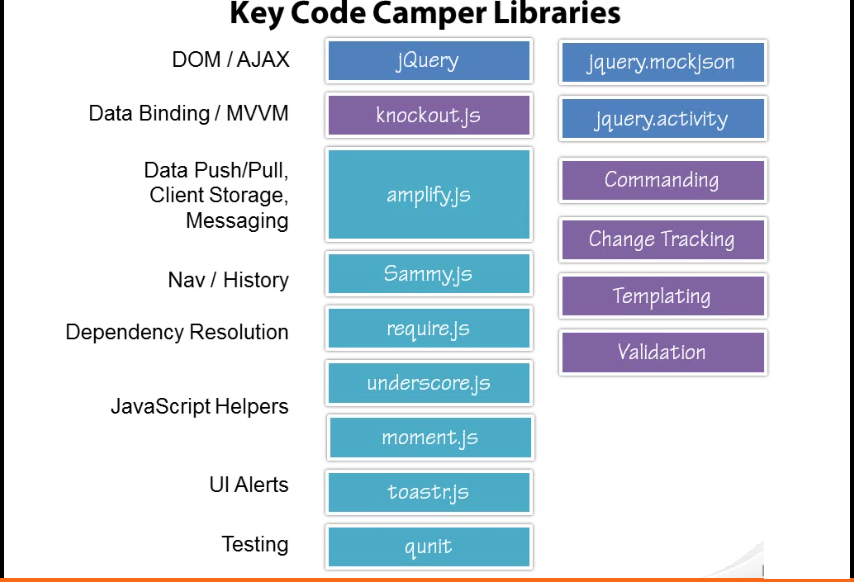 Key Code Camper Libraries
DOM / AJAX
jQuery
jquery.mockjson
Data Binding / MVVM
knockout.js
jquery.activity
Data Push/Pull,
Client Storage,
Messaging
amplify.js
Commanding
Change Tracking
Nav / History
Sammy.js
Templating
Dependency Resolution
require.js
Validation
JavaScript Helpers
underscore.js
moment.js
UI Alerts
toastr.js
Testing
qunit